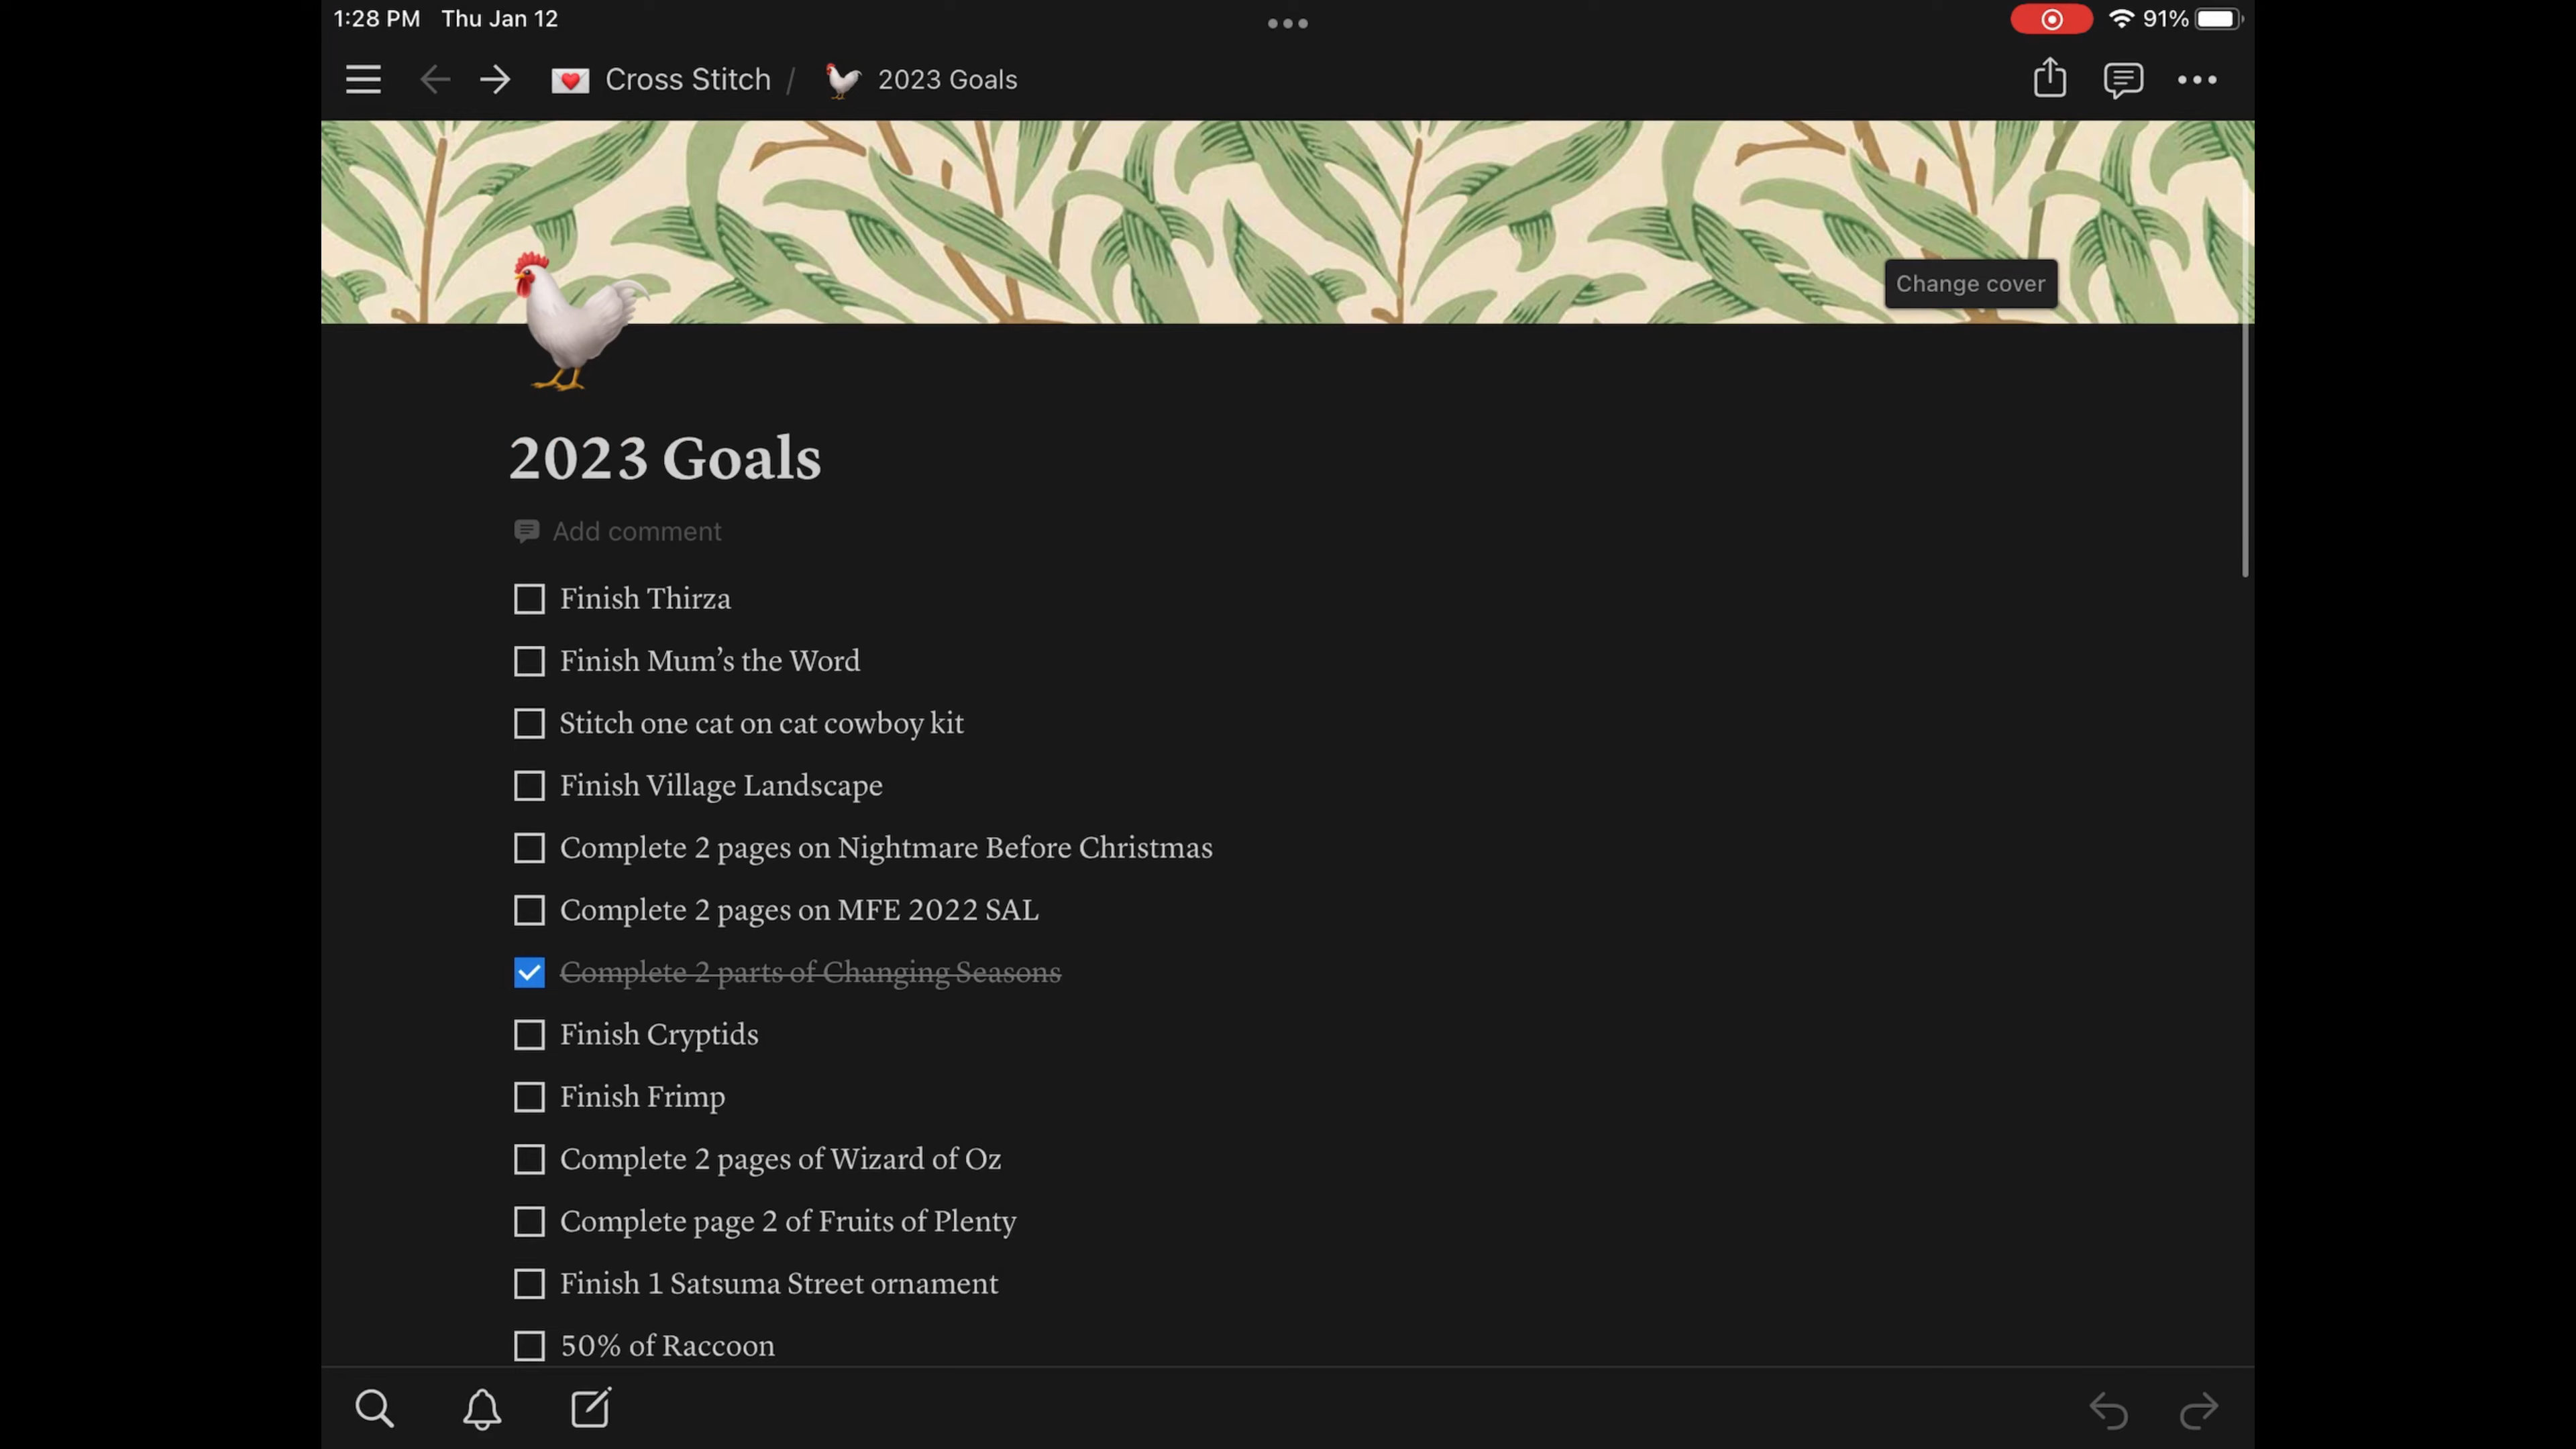 1:28 PM Thu Jan 12 91%
Cross Stitch / 2023 Goals
Change cover
2023 Goals
Add comment
Finish Thirza
Finish Mum’s the Word
Stitch one cat on cat cowboy kit
Finish Village Landscape
Complete 2 pages on Nightmare Before Christmas
Complete 2 pages on MFE 2022 SAL
Complete 2 parts of Changing Seasons
Finish Cryptids
Finish Frimp
Complete 2 pages of Wizard of Oz
Complete page 2 of Fruits of Plenty
Finish 1 Satsuma Street ornament
50% of Raccoon